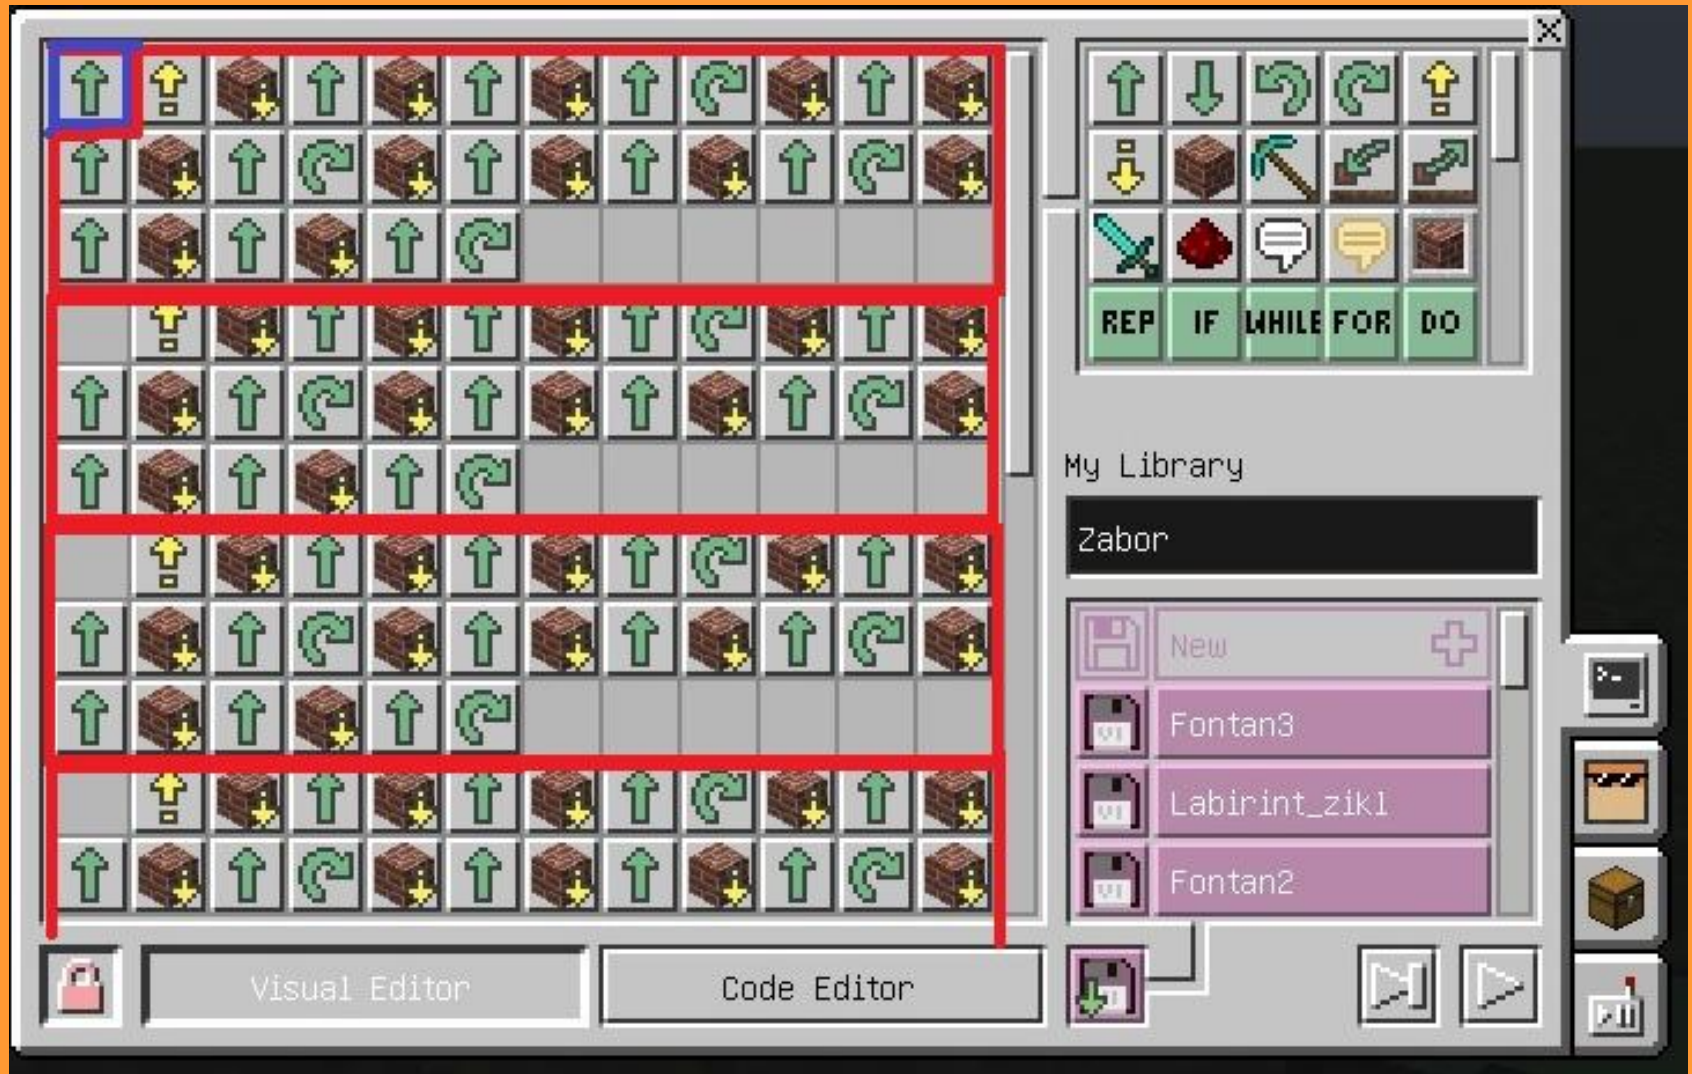 REP IF WHILE FOR DO
My Library
Zabor
New
Fontan3
Labirint_zikl
Fontan2
Visual Editor
Code Editor